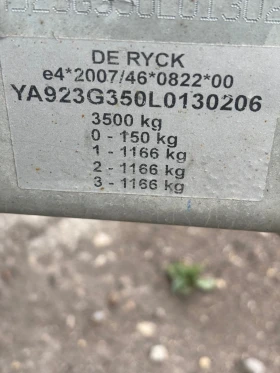 DE RYCK
e4*2007/46*0822*00
YA923G350L0130206
3500 kg
0 - 150 kg
1 - 1166 kg
2 - 1166 kg
3 - 1166 kg